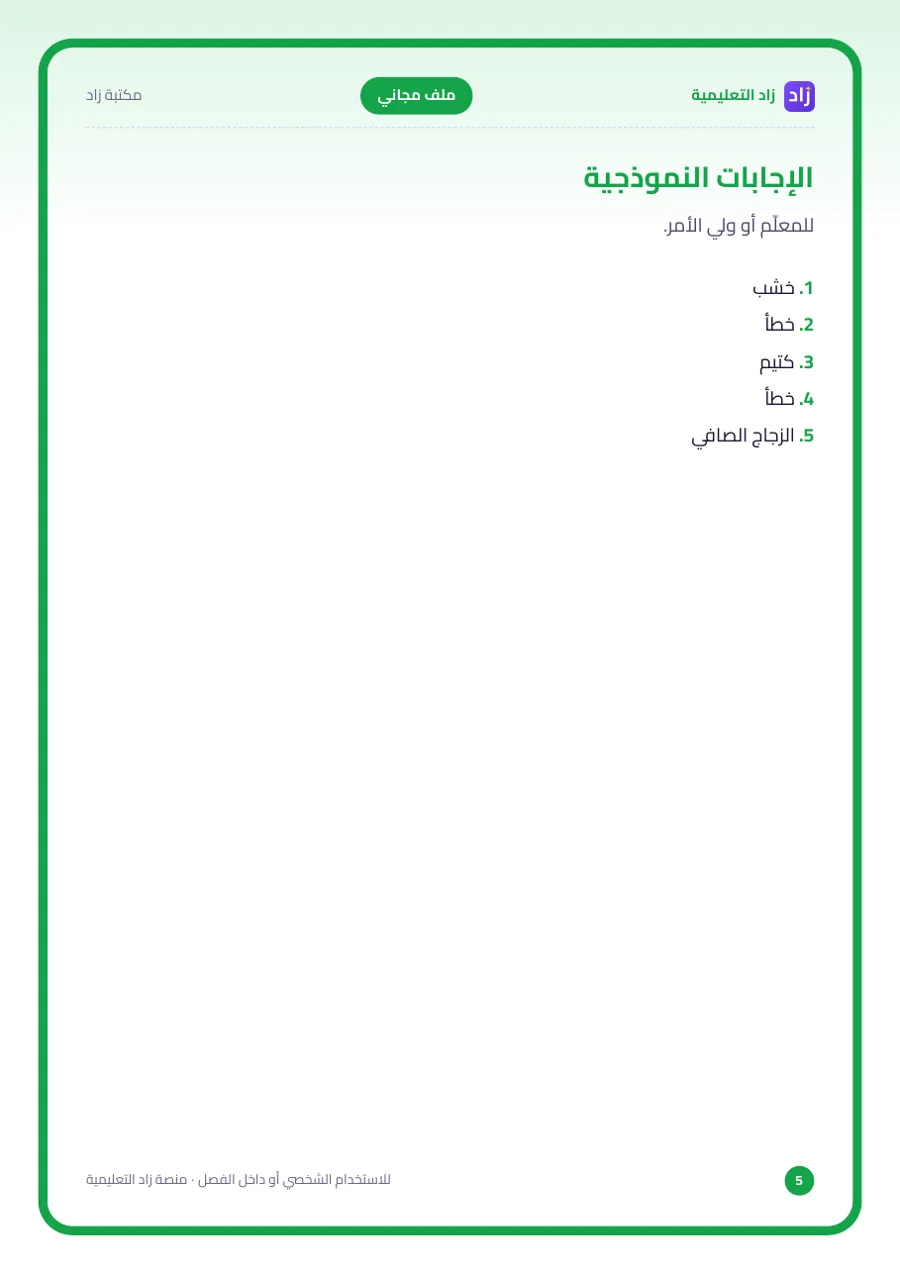 زاد
زاد التعليمية
ملف مجاني
مكتبة زاد
الإجابات النموذجية
للمعلّم أو ولي الأمر.
1. خشب
2. خطأ
3. كتيم
4. خطأ
5. الزجاج الصافي
5
للاستخدام الشخصي أو داخل الفصل · منصة زاد التعليمية